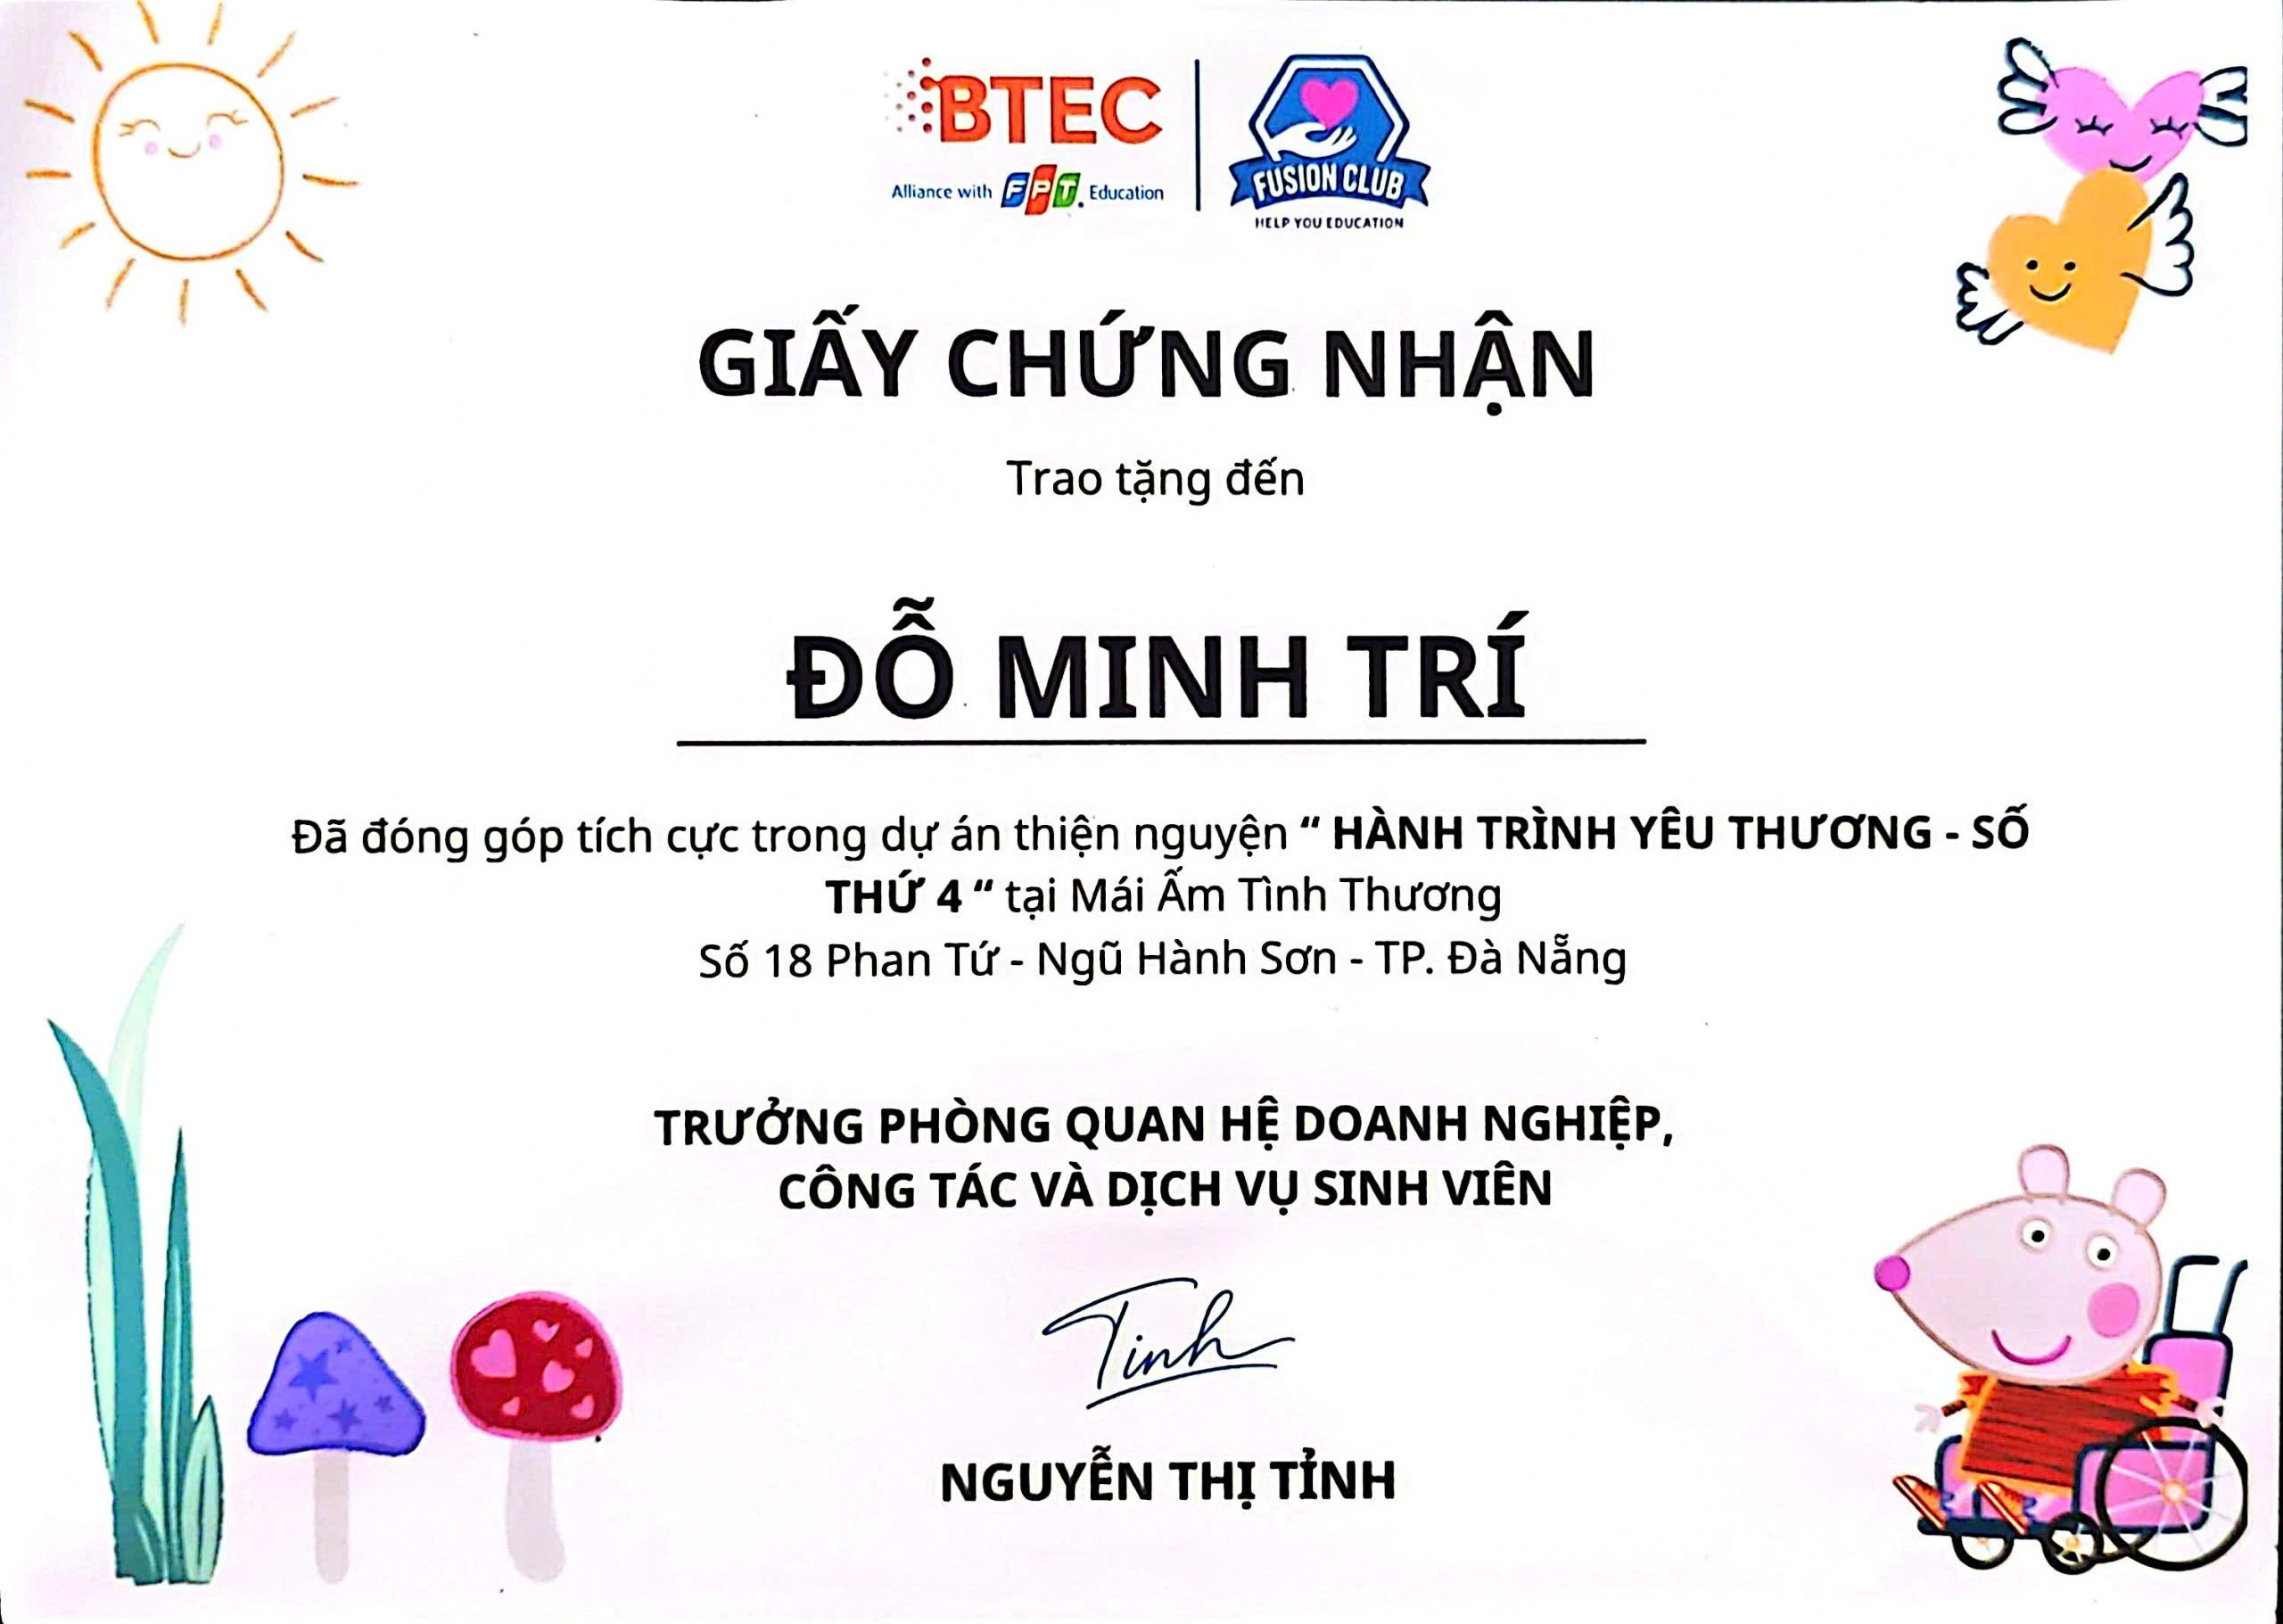 BTEC
Alliance with FPT Education
FUSION CLUB
HELP YOU EDUCATION
GIẤY CHỨNG NHẬN
Trao tặng đến
ĐỖ MINH TRÍ
Đã đóng góp tích cực trong dự án thiện nguyện “ HÀNH TRÌNH YÊU THƯƠNG - SỐ
THỨ 4 “ tại Mái Ấm Tình Thương
Số 18 Phan Tứ - Ngũ Hành Sơn - TP. Đà Nẵng
TRƯỞNG PHÒNG QUAN HỆ DOANH NGHIỆP,
CÔNG TÁC VÀ DỊCH VỤ SINH VIÊN
Tinh
NGUYỄN THỊ TỈNH